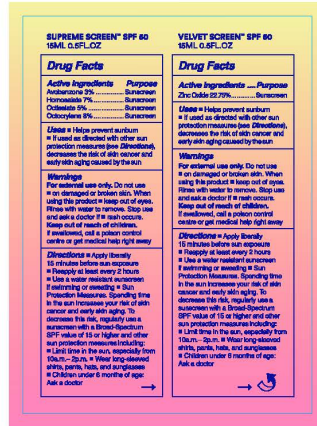 SUPREME SCREEN™ SPF 50
15ML 0.5FL.OZ
Drug Facts
Active Ingredients Purpose
Avobenzone 3% .............. Sunscreen
Homosalate 7% .............. Sunscreen
Octisalate 5% .............. Sunscreen
Octocrylene 8% .............. Sunscreen
Uses ■ Helps prevent sunburn
■ If used as directed with other sun
protection measures (see Directions),
decreases the risk of skin cancer and
early skin aging caused by the sun
Warnings
For external use only. Do not use
■ on damaged or broken skin. When
using this product ■ keep out of eyes.
Rinse with water to remove. Stop use
and ask a doctor if ■ rash occurs.
Keep out of reach of children.
If swallowed, call a poison control
centre or get medical help right away
Directions ■ Apply liberally
15 minutes before sun exposure
■ Reapply at least every 2 hours
■ Use a water resistant sunscreen
if swimming or sweating ■ Sun
Protection Measures. Spending time
in the sun increases your risk of skin
cancer and early skin aging. To
decrease this risk, regularly use a
sunscreen with a Broad-Spectrum
SPF value of 15 or higher and other
sun protection measures including:
■ Limit time in the sun, especially from
10a.m.– 2p.m. ■ Wear long-sleeved
shirts, pants, hats, and sunglasses
■ Children under 6 months of age:
Ask a doctor
VELVET SCREEN™ SPF 50
15ML 0.5FL.OZ
Drug Facts
Active Ingredients .... Purpose
Zinc Oxide 22.75% .......... Sunscreen
Uses ■ Helps prevent sunburn
■ If used as directed with other sun
protection measures (see Directions),
decreases the risk of skin cancer and
early skin aging caused by the sun
Warnings
For external use only. Do not use
■ on damaged or broken skin. When
using this product ■ keep out of eyes.
Rinse with water to remove. Stop use
and ask a doctor if ■ rash occurs.
Keep out of reach of children.
If swallowed, call a poison control
centre or get medical help right away
Directions ■ Apply liberally
15 minutes before sun exposure
■ Reapply at least every 2 hours
■ Use a water resistant sunscreen
if swimming or sweating ■ Sun
Protection Measures. Spending time
in the sun increases your risk of skin
cancer and early skin aging. To
decrease this risk, regularly use a
sunscreen with a Broad-Spectrum
SPF value of 15 or higher and other
sun protection measures including:
■ Limit time in the sun, especially from
10a.m.– 2p.m. ■ Wear long-sleeved
shirts, pants, hats, and sunglasses
■ Children under 6 months of age:
Ask a doctor